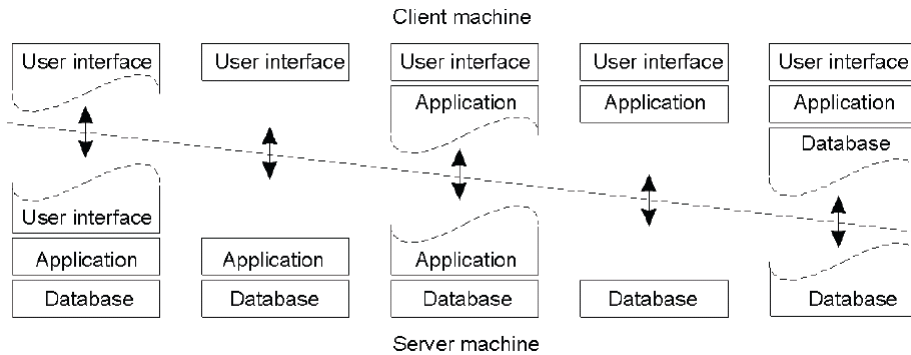 Client machine
User interface User interface User interface User interface User interface
Application Application Application
Database
User interface
Application Application Application
Database Database Database Database Database
Server machine